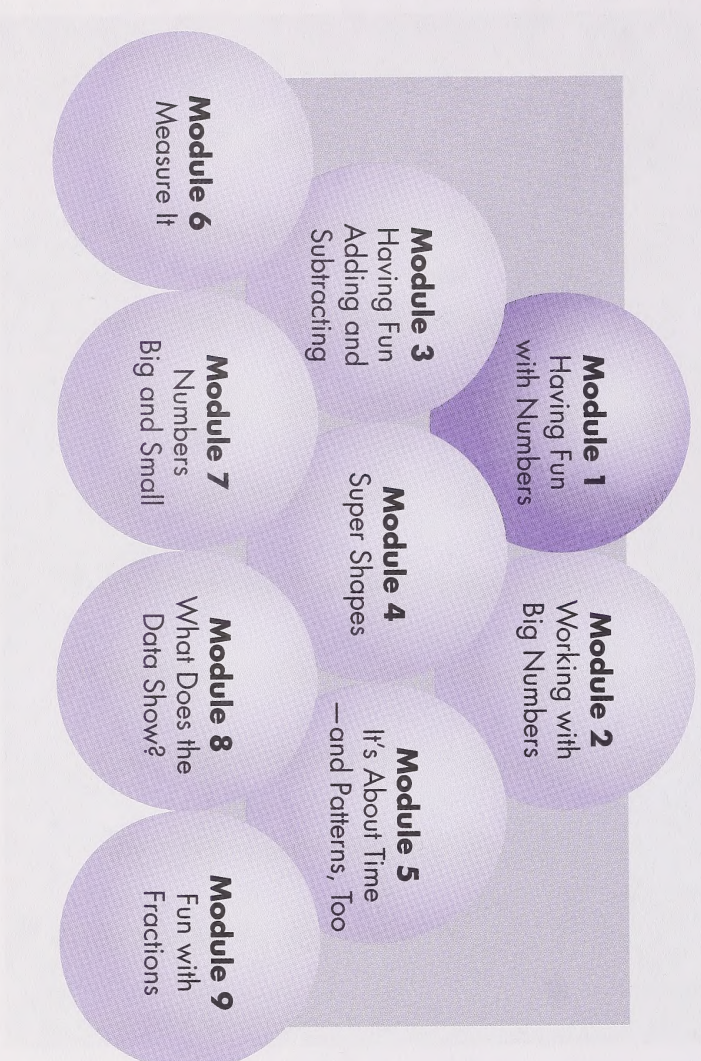 Module 1
Having Fun
with Numbers
Module 2
Working with
Big Numbers
Module 3
Having Fun
Adding and
Subtracting
Module 4
Super Shapes
Module 5
It's About Time
—and Patterns, Too
Module 6
Measure It
Module 7
Numbers
Big and Small
Module 8
What Does the
Data Show?
Module 9
Fun with
Fractions